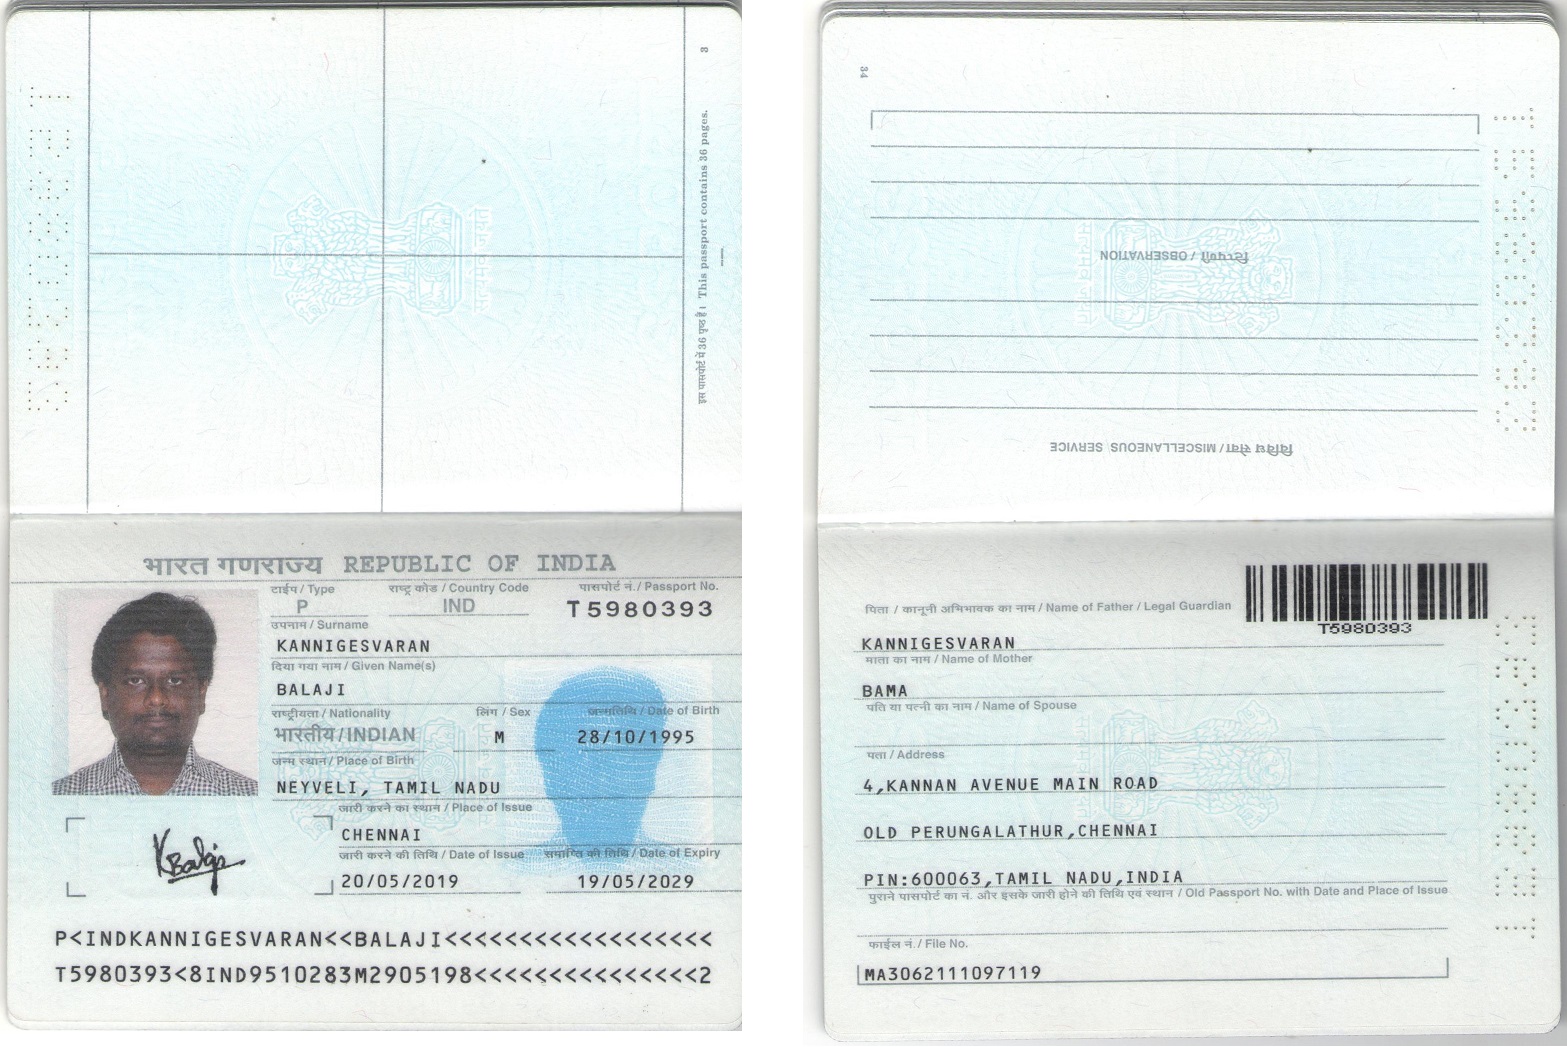 3
इस पासपोर्ट में 36 पृष्ठ है। This passport contains 36 pages.
भारत गणराज्य REPUBLIC OF INDIA
टाईप / Type राष्ट्र कोड / Country Code पासपोर्ट नं. / Passport No.
P IND T5980393
उपनाम / Surname
KANNIGESVARAN
दिया गया नाम / Given Name(s)
BALAJI
राष्ट्रीयता / Nationality लिंग / Sex जन्मतिथि / Date of Birth
भारतीय / INDIAN M 28/10/1995
जन्म स्थान / Place of Birth
NEYVELI, TAMIL NADU
जारी करने का स्थान / Place of Issue
CHENNAI
जारी करने की तिथि / Date of Issue समाप्ति की तिथि / Date of Expiry
20/05/2019 19/05/2029
K Balaji
P<INDKANNIGESVARAN<<BALAJI<<<<<<<<<<<<<<<<<<
T5980393<8IND9510283M2905198<<<<<<<<<<<<<<<2
34
टिप्पणी / OBSERVATION
विविध सेवा / MISCELLANEOUS SERVICE
पिता / कानूनी अभिभावक का नाम / Name of Father / Legal Guardian
T5980393
KANNIGESVARAN
माता का नाम / Name of Mother
BAMA
पति या पत्नी का नाम / Name of Spouse
पता / Address
4,KANNAN AVENUE MAIN ROAD
OLD PERUNGALATHUR,CHENNAI
PIN:600063,TAMIL NADU,INDIA
पुराने पासपोर्ट का नं. और इसके जारी होने की तिथि एवं स्थान / Old Passport No. with Date and Place of Issue
फाईल नं. / File No.
MA3062111097119